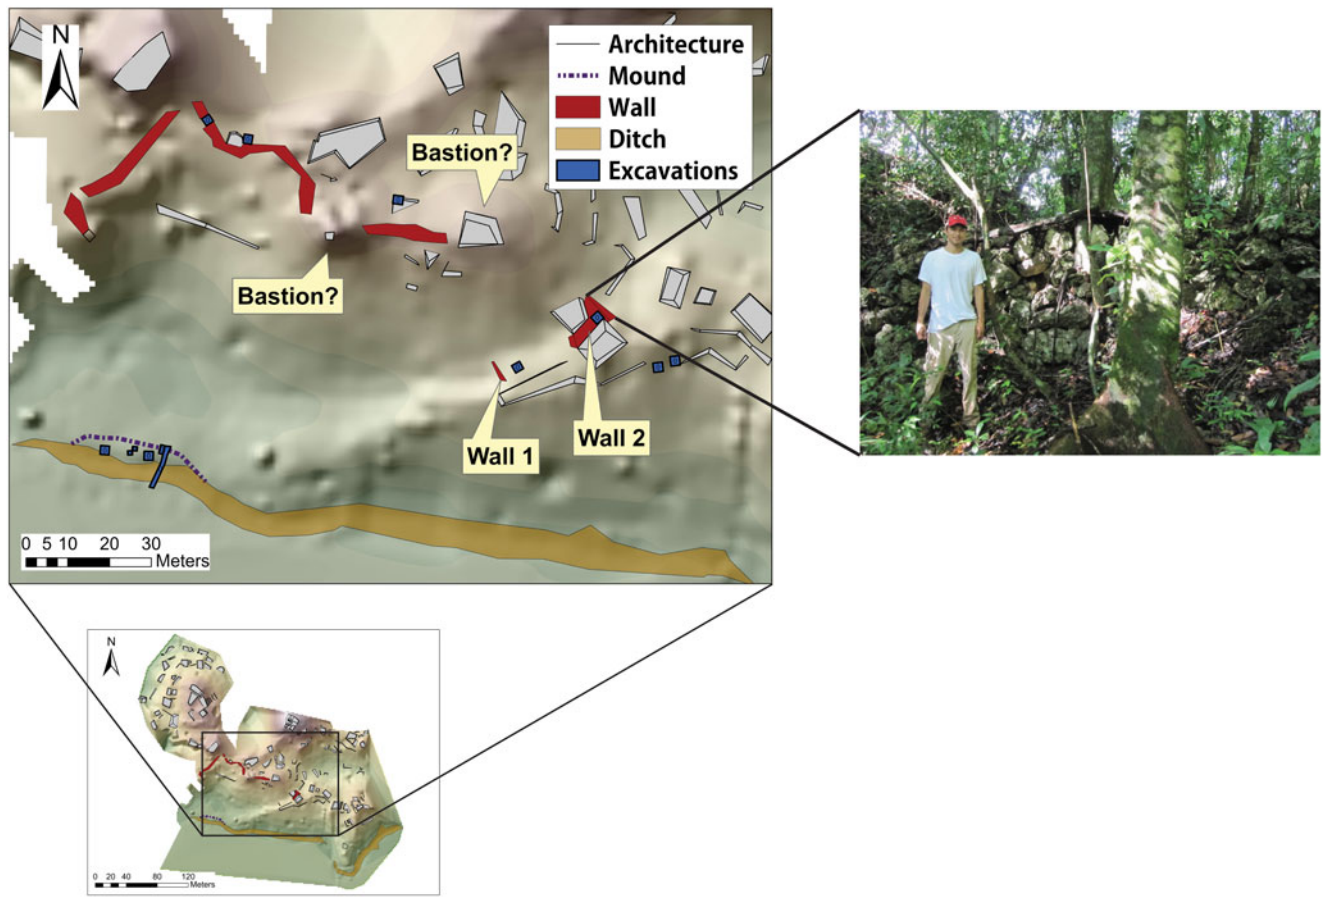 N
Architecture
Mound
Wall
Ditch
Excavations
Bastion?
Bastion?
Wall 1
Wall 2
0 5 10 20 30
Meters
N
0 20 40 80 120
Meters